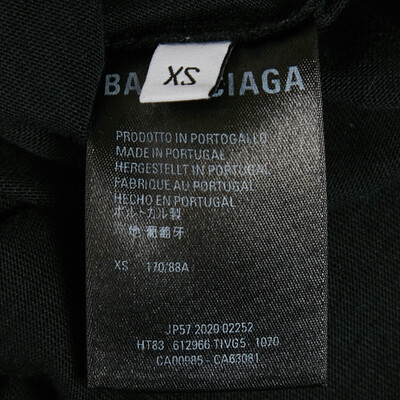 XS
BA CIAGA
PRODOTTO IN PORTOGALLO
MADE IN PORTUGAL
HERGESTELLT IN PORTUGAL
FABRIQUE AU PORTUGAL
HECHO EN PORTUGAL
ポルトガル製
地 葡萄牙
XS 170/88A
JP57 2020 02252
HT83 612966 TIVG5 1070
CA00985 - CA63081